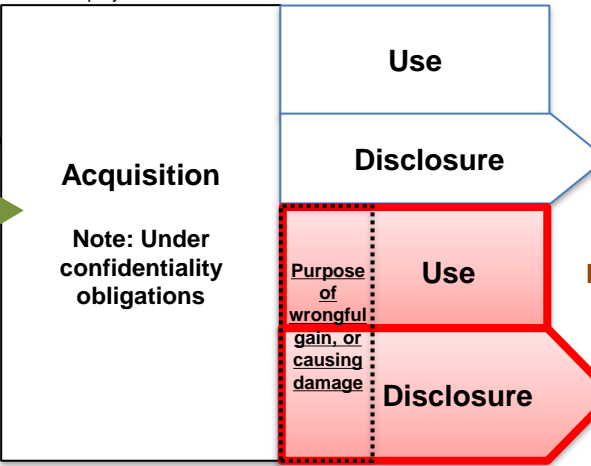 Use
Disclosure
Acquisition
Note: Under
confidentiality
obligations
Purpose
of
wrongful
gain, or
causing
damage
Use
Disclosure